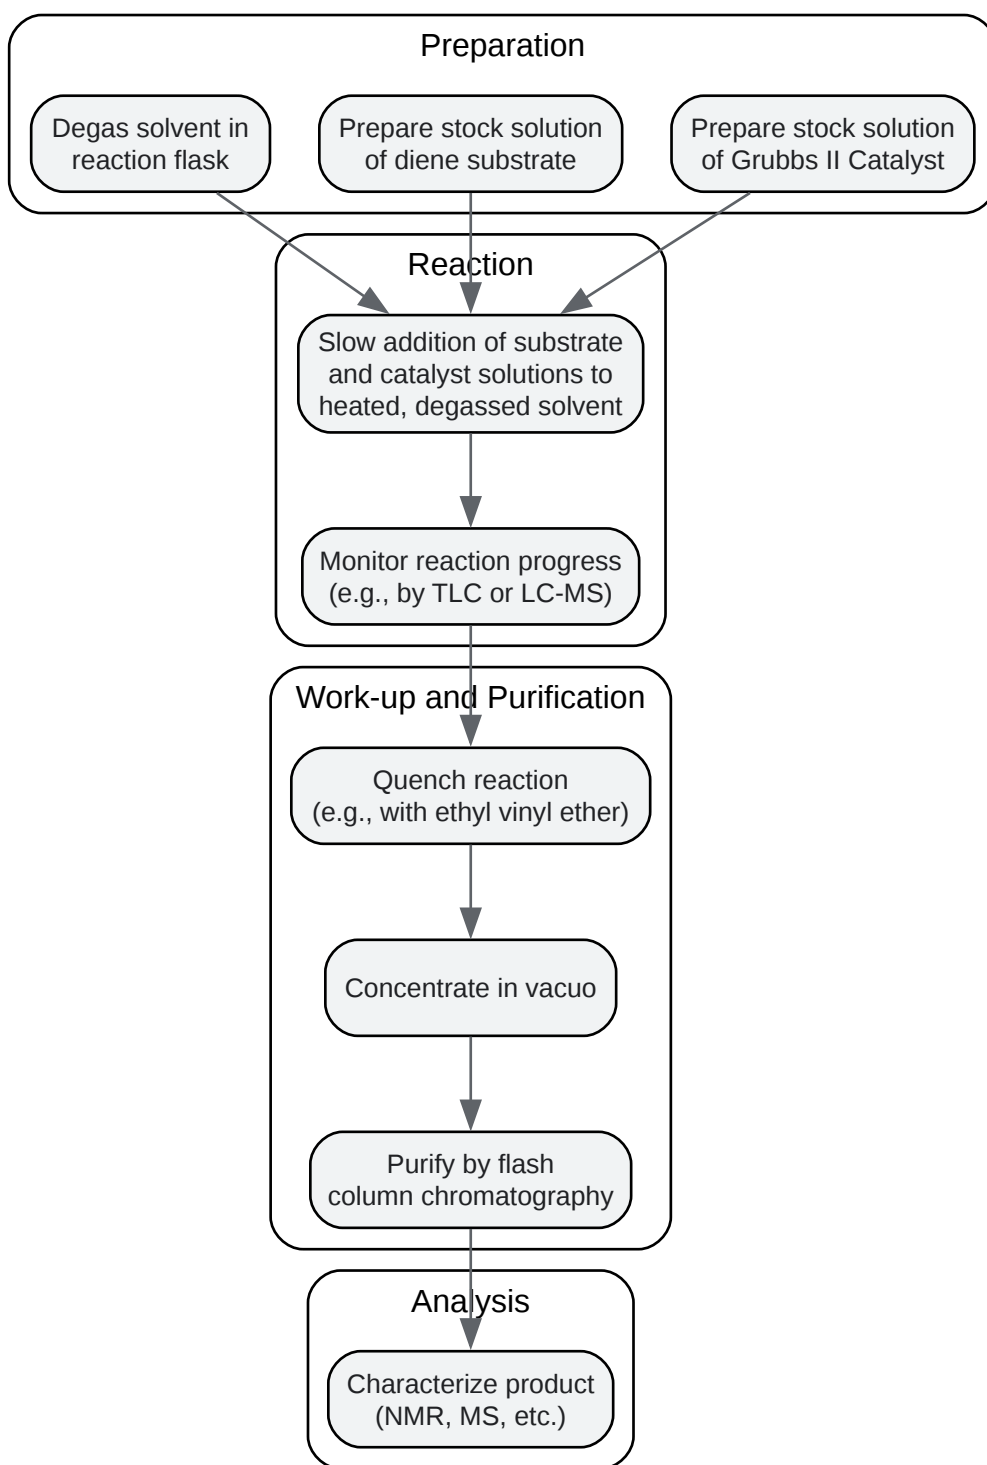 Preparation
Degas solvent in
reaction flask
Prepare stock solution
of diene substrate
Prepare stock solution
of Grubbs II Catalyst
Reaction
Slow addition of substrate
and catalyst solutions to
heated, degassed solvent
Monitor reaction progress
(e.g., by TLC or LC-MS)
Work-up and Purification
Quench reaction
(e.g., with ethyl vinyl ether)
Concentrate in vacuo
Purify by flash
column chromatography
Analysis
Characterize product
(NMR, MS, etc.)